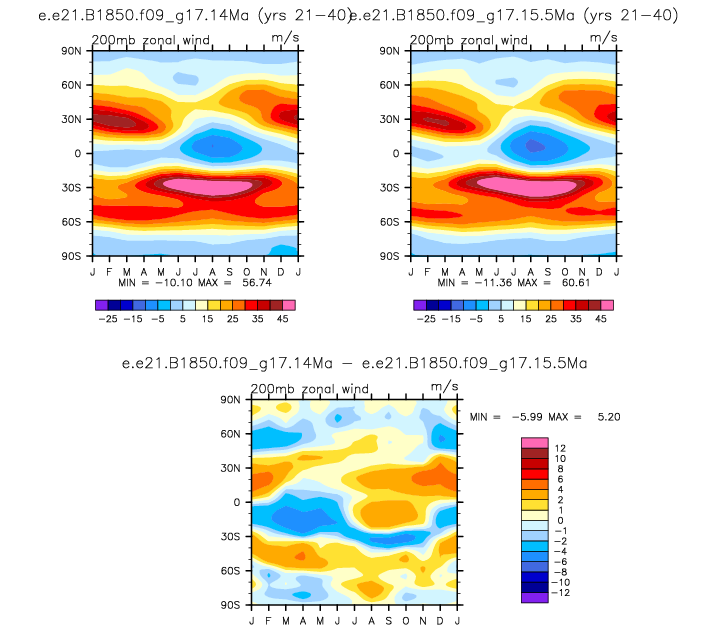 e.e21.B1850.f09_g17.14Ma (yrs 21-40)
e.e21.B1850.f09_g17.15.5Ma (yrs 21-40)
200mb zonal wind m/s
200mb zonal wind m/s
90N
60N
30N
0
30S
60S
90S
J F M A M J J A S O N D J
MIN = -10.10 MAX = 56.74
-25 -15 -5 5 15 25 35 45
90N
60N
30N
0
30S
60S
90S
J F M A M J J A S O N D J
MIN = -11.36 MAX = 60.61
-25 -15 -5 5 15 25 35 45
e.e21.B1850.f09_g17.14Ma - e.e21.B1850.f09_g17.15.5Ma
200mb zonal wind m/s
90N
60N
30N
0
30S
60S
90S
J F M A M J J A S O N D J
MIN = -5.99 MAX = 5.20
12
10
8
6
4
2
1
0
-1
-2
-4
-6
-8
-10
-12